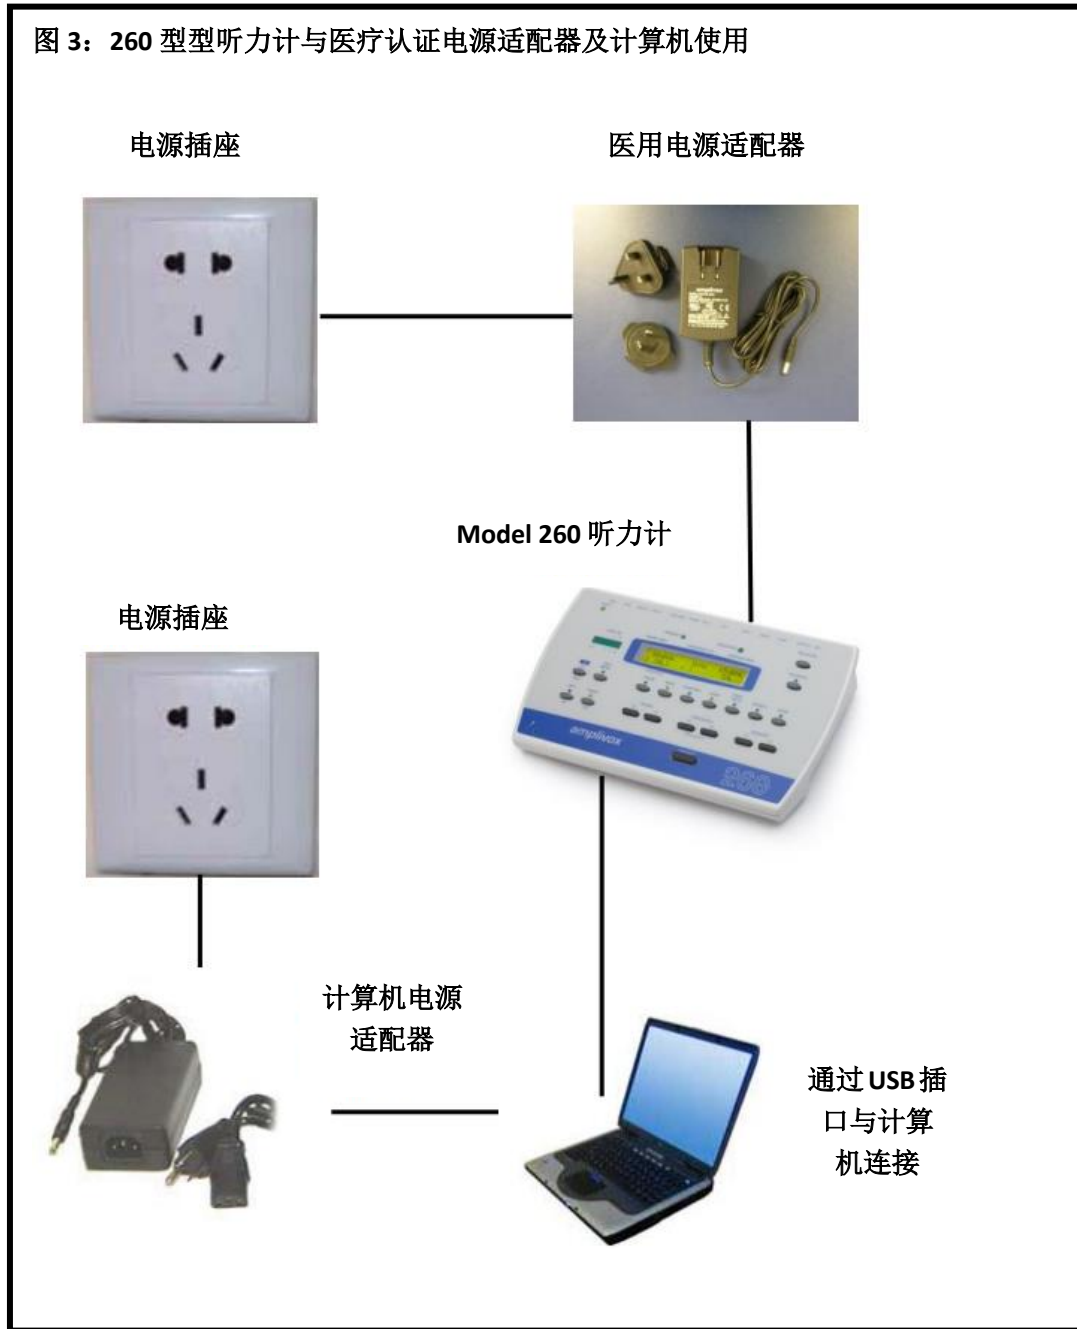 图 3：260 型型听力计与医疗认证电源适配器及计算机使用
电源插座
医用电源适配器
Model 260 听力计
电源插座
amplivox
260
计算机电源
适配器
通过 USB 插
口与计算
机连接